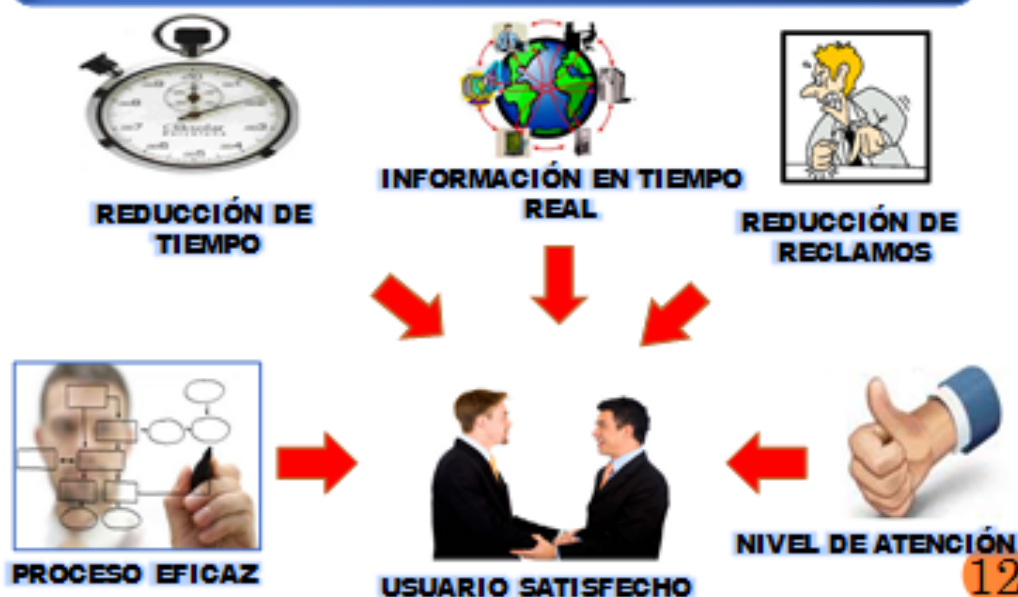 REDUCCIÓN DE
TIEMPO
INFORMACIÓN EN TIEMPO
REAL
REDUCCIÓN DE
RECLAMOS
PROCESO EFICAZ
USUARIO SATISFECHO
NIVEL DE ATENCIÓN
12